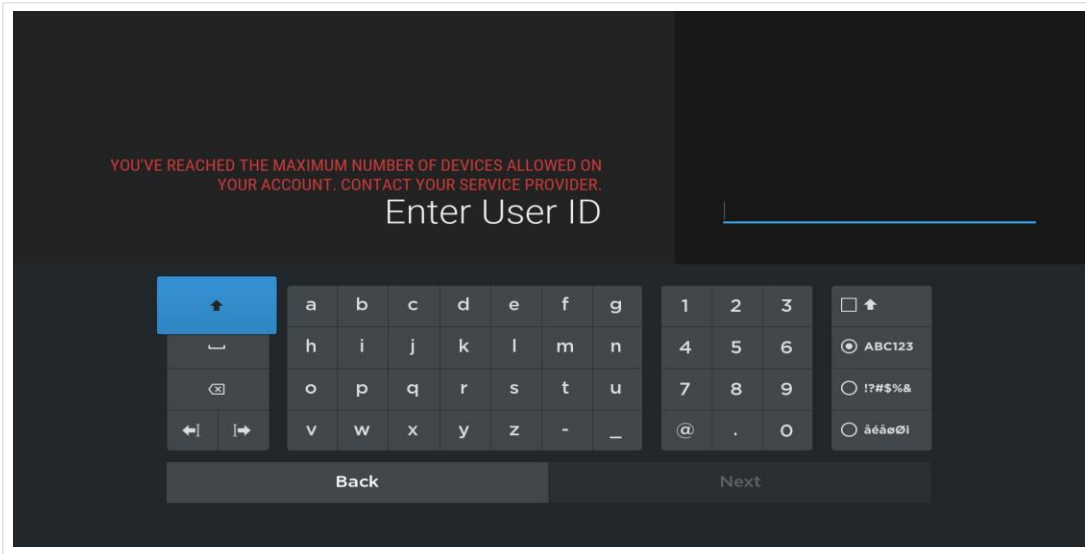 YOU'VE REACHED THE MAXIMUM NUMBER OF DEVICES ALLOWED ON
YOUR ACCOUNT. CONTACT YOUR SERVICE PROVIDER.
Enter User ID
a b c d e f g 1 2 3
h i j k l m n 4 5 6 ABC123
o p q r s t u 7 8 9 !?#$%&
v w x y z - _ @ . 0 âéåøØi
Back Next